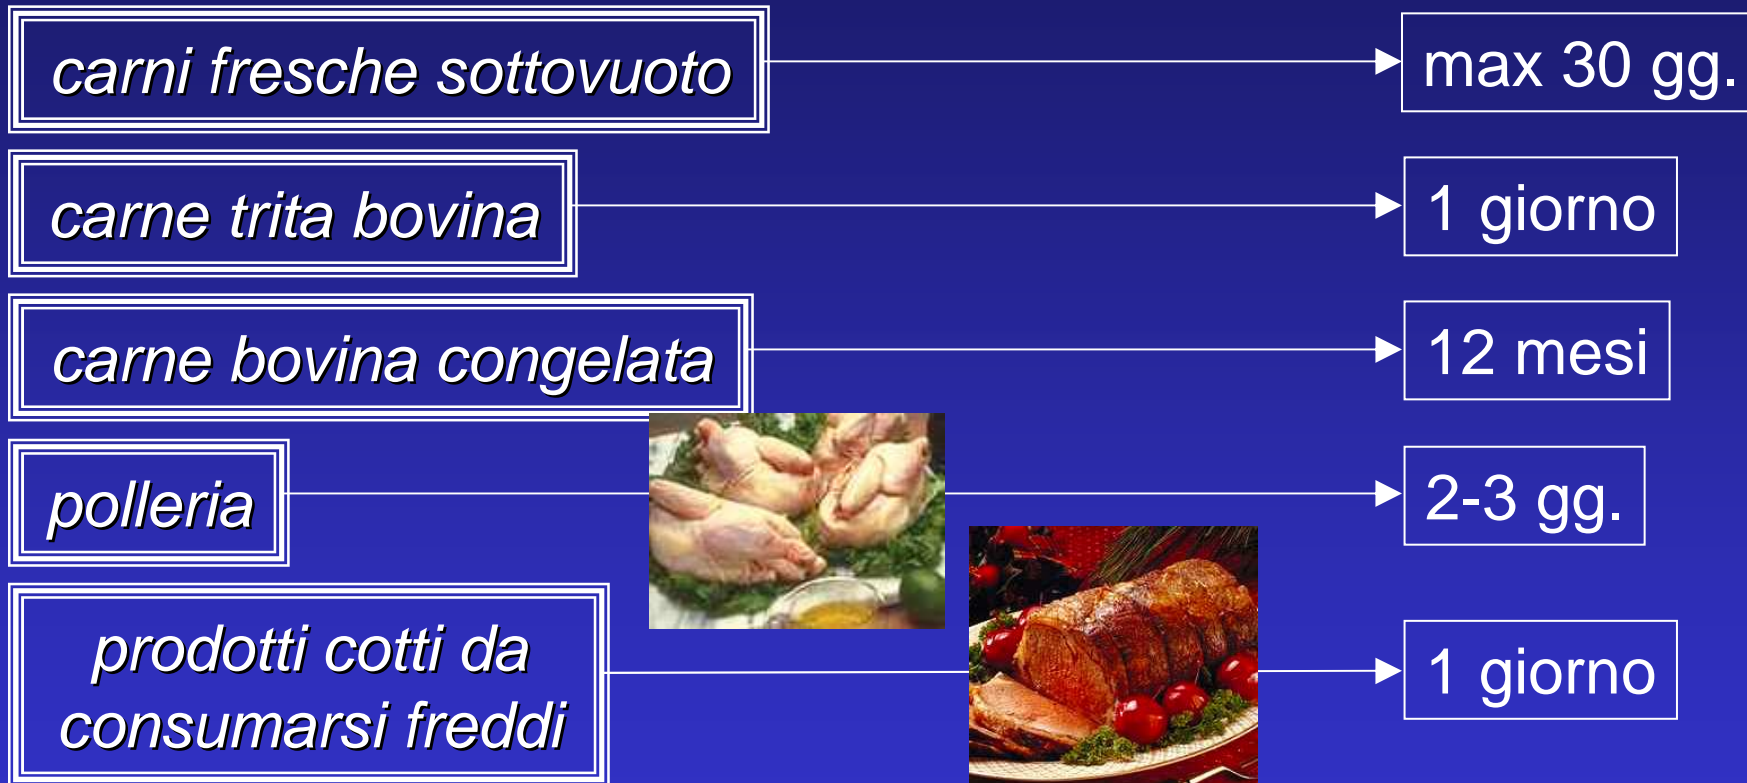 carni fresche sottovuoto
max 30 gg.
carne trita bovina
1 giorno
carne bovina congelata
12 mesi
polleria
2-3 gg.
prodotti cotti da
consumarsi freddi
1 giorno